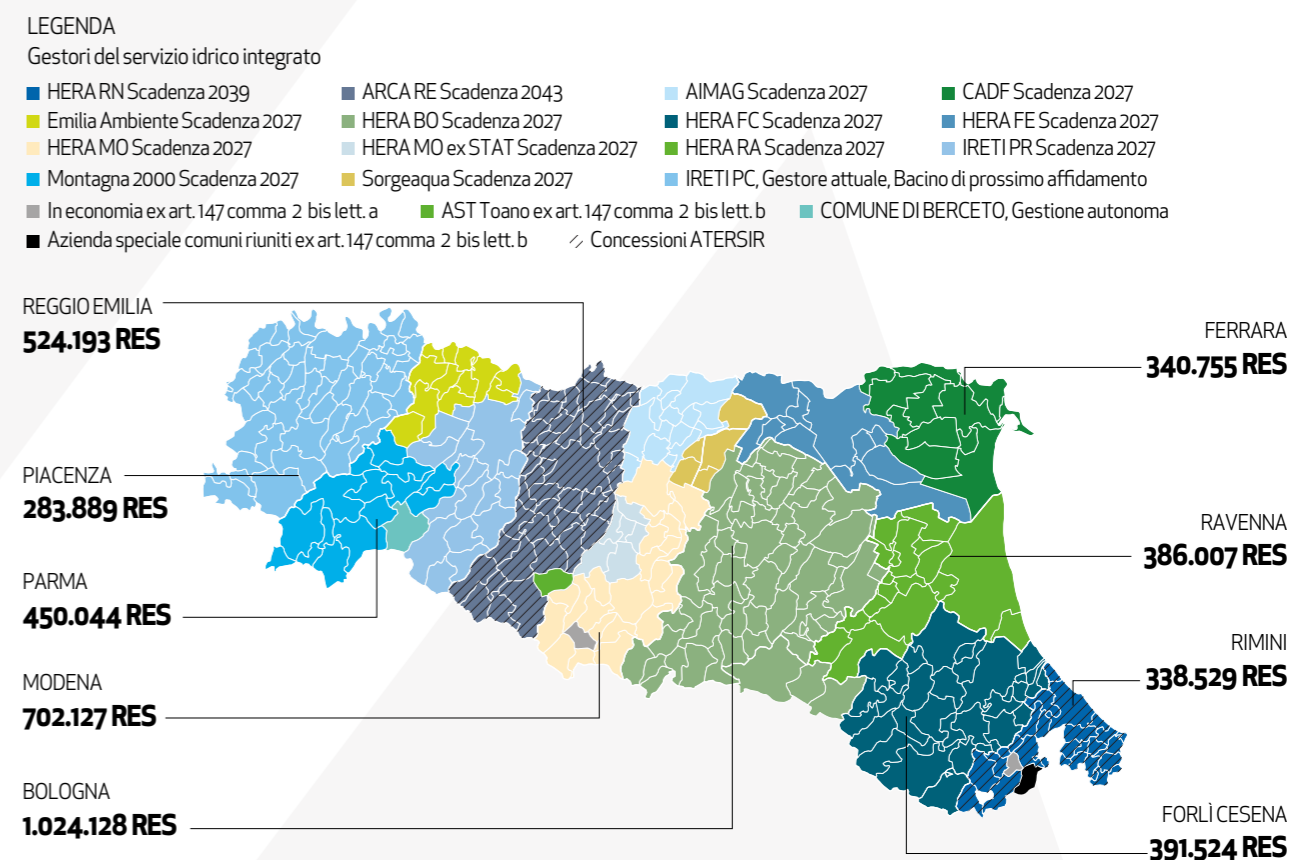 LEGENDA
Gestori del servizio idrico integrato
HERA RN Scadenza 2039
ARCA RE Scadenza 2043
AIMAG Scadenza 2027
CADF Scadenza 2027
Emilia Ambiente Scadenza 2027
HERA BO Scadenza 2027
HERA FC Scadenza 2027
HERA FE Scadenza 2027
HERA MO Scadenza 2027
HERA MO ex STAT Scadenza 2027
HERA RA Scadenza 2027
IRETI PR Scadenza 2027
Montagna 2000 Scadenza 2027
Sorgeaqua Scadenza 2027
IRETI PC, Gestore attuale, Bacino di prossimo affidamento
In economia ex art. 147 comma 2 bis lett. a
AST Toano ex art. 147 comma 2 bis lett. b
COMUNE DI BERCETO, Gestione autonoma
Azienda speciale comuni riuniti ex art. 147 comma 2 bis lett. b
Concessioni ATERSIR
REGGIO EMILIA
524.193 RES
PIACENZA
283.889 RES
PARMA
450.044 RES
MODENA
702.127 RES
BOLOGNA
1.024.128 RES
FERRARA
340.755 RES
RAVENNA
386.007 RES
RIMINI
338.529 RES
FORLÌ CESENA
391.524 RES